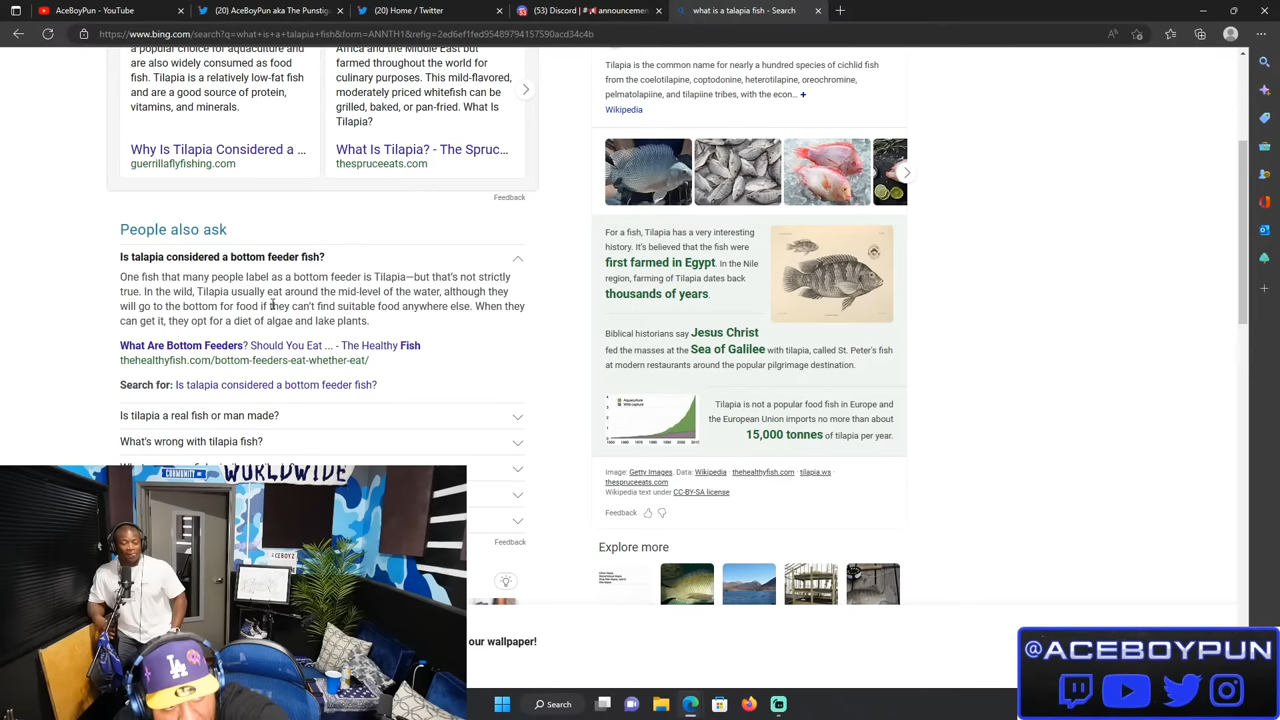 AceBoyPun - YouTube
(20) AceBoyPun aka The Punstig
(20) Home / Twitter
(53) Discord | announcemen
what is a talapia fish - Search
https://www.bing.com/search?q=what+is+a+talapia+fish&form=ANNTH1&refig=2ed6ef1fed95489794157590acd34c4b
a popular choice for aquaculture and
are also widely consumed as food
fish. Tilapia is a relatively low-fat fish
and are a good source of protein,
vitamins, and minerals.
Why Is Tilapia Considered a ...
guerrillaflyfishing.com
Africa and the Middle East but
farmed throughout the world for
culinary purposes. This mild-flavored,
moderately priced whitefish can be
grilled, baked, or pan-fried. What Is
Tilapia?
What Is Tilapia? - The Spruc...
thespruceeats.com
Feedback
People also ask
Is talapia considered a bottom feeder fish?
One fish that many people label as a bottom feeder is Tilapia—but that's not strictly
true. In the wild, Tilapia usually eat around the mid-level of the water, although they
will go to the bottom for food if they can't find suitable food anywhere else. When they
can get it, they opt for a diet of algae and lake plants.
What Are Bottom Feeders? Should You Eat ... - The Healthy Fish
thehealthyfish.com/bottom-feeders-eat-whether-eat/
Search for: Is talapia considered a bottom feeder fish?
Is tilapia a real fish or man made?
What's wrong with tilapia fish?
Feedback
Tilapia is the common name for nearly a hundred species of cichlid fish
from the coelotilapine, coptodonine, heterotilapine, oreochromine,
pelmatolapiine, and tilapiine tribes, with the econ... +
Wikipedia
For a fish, Tilapia has a very interesting
history. It's believed that the fish were
first farmed in Egypt. In the Nile
region, farming of Tilapia dates back
thousands of years.
Biblical historians say Jesus Christ
fed the masses at the Sea of Galilee with tilapia, called St. Peter's fish
at modern restaurants around the popular pilgrimage destination.
Tilapia is not a popular food fish in Europe and
the European Union imports no more than about
15,000 tonnes of tilapia per year.
Image: Getty Images. Data: Wikipedia · thehealthyfish.com · tilapia.ws ·
thespruceeats.com
Wikipedia text under CC-BY-SA license
Feedback
Explore more
our wallpaper!
COMMUNITY
WORLDWIDE
ACEBOYZ
LA
Search
@ACEBOYPUN